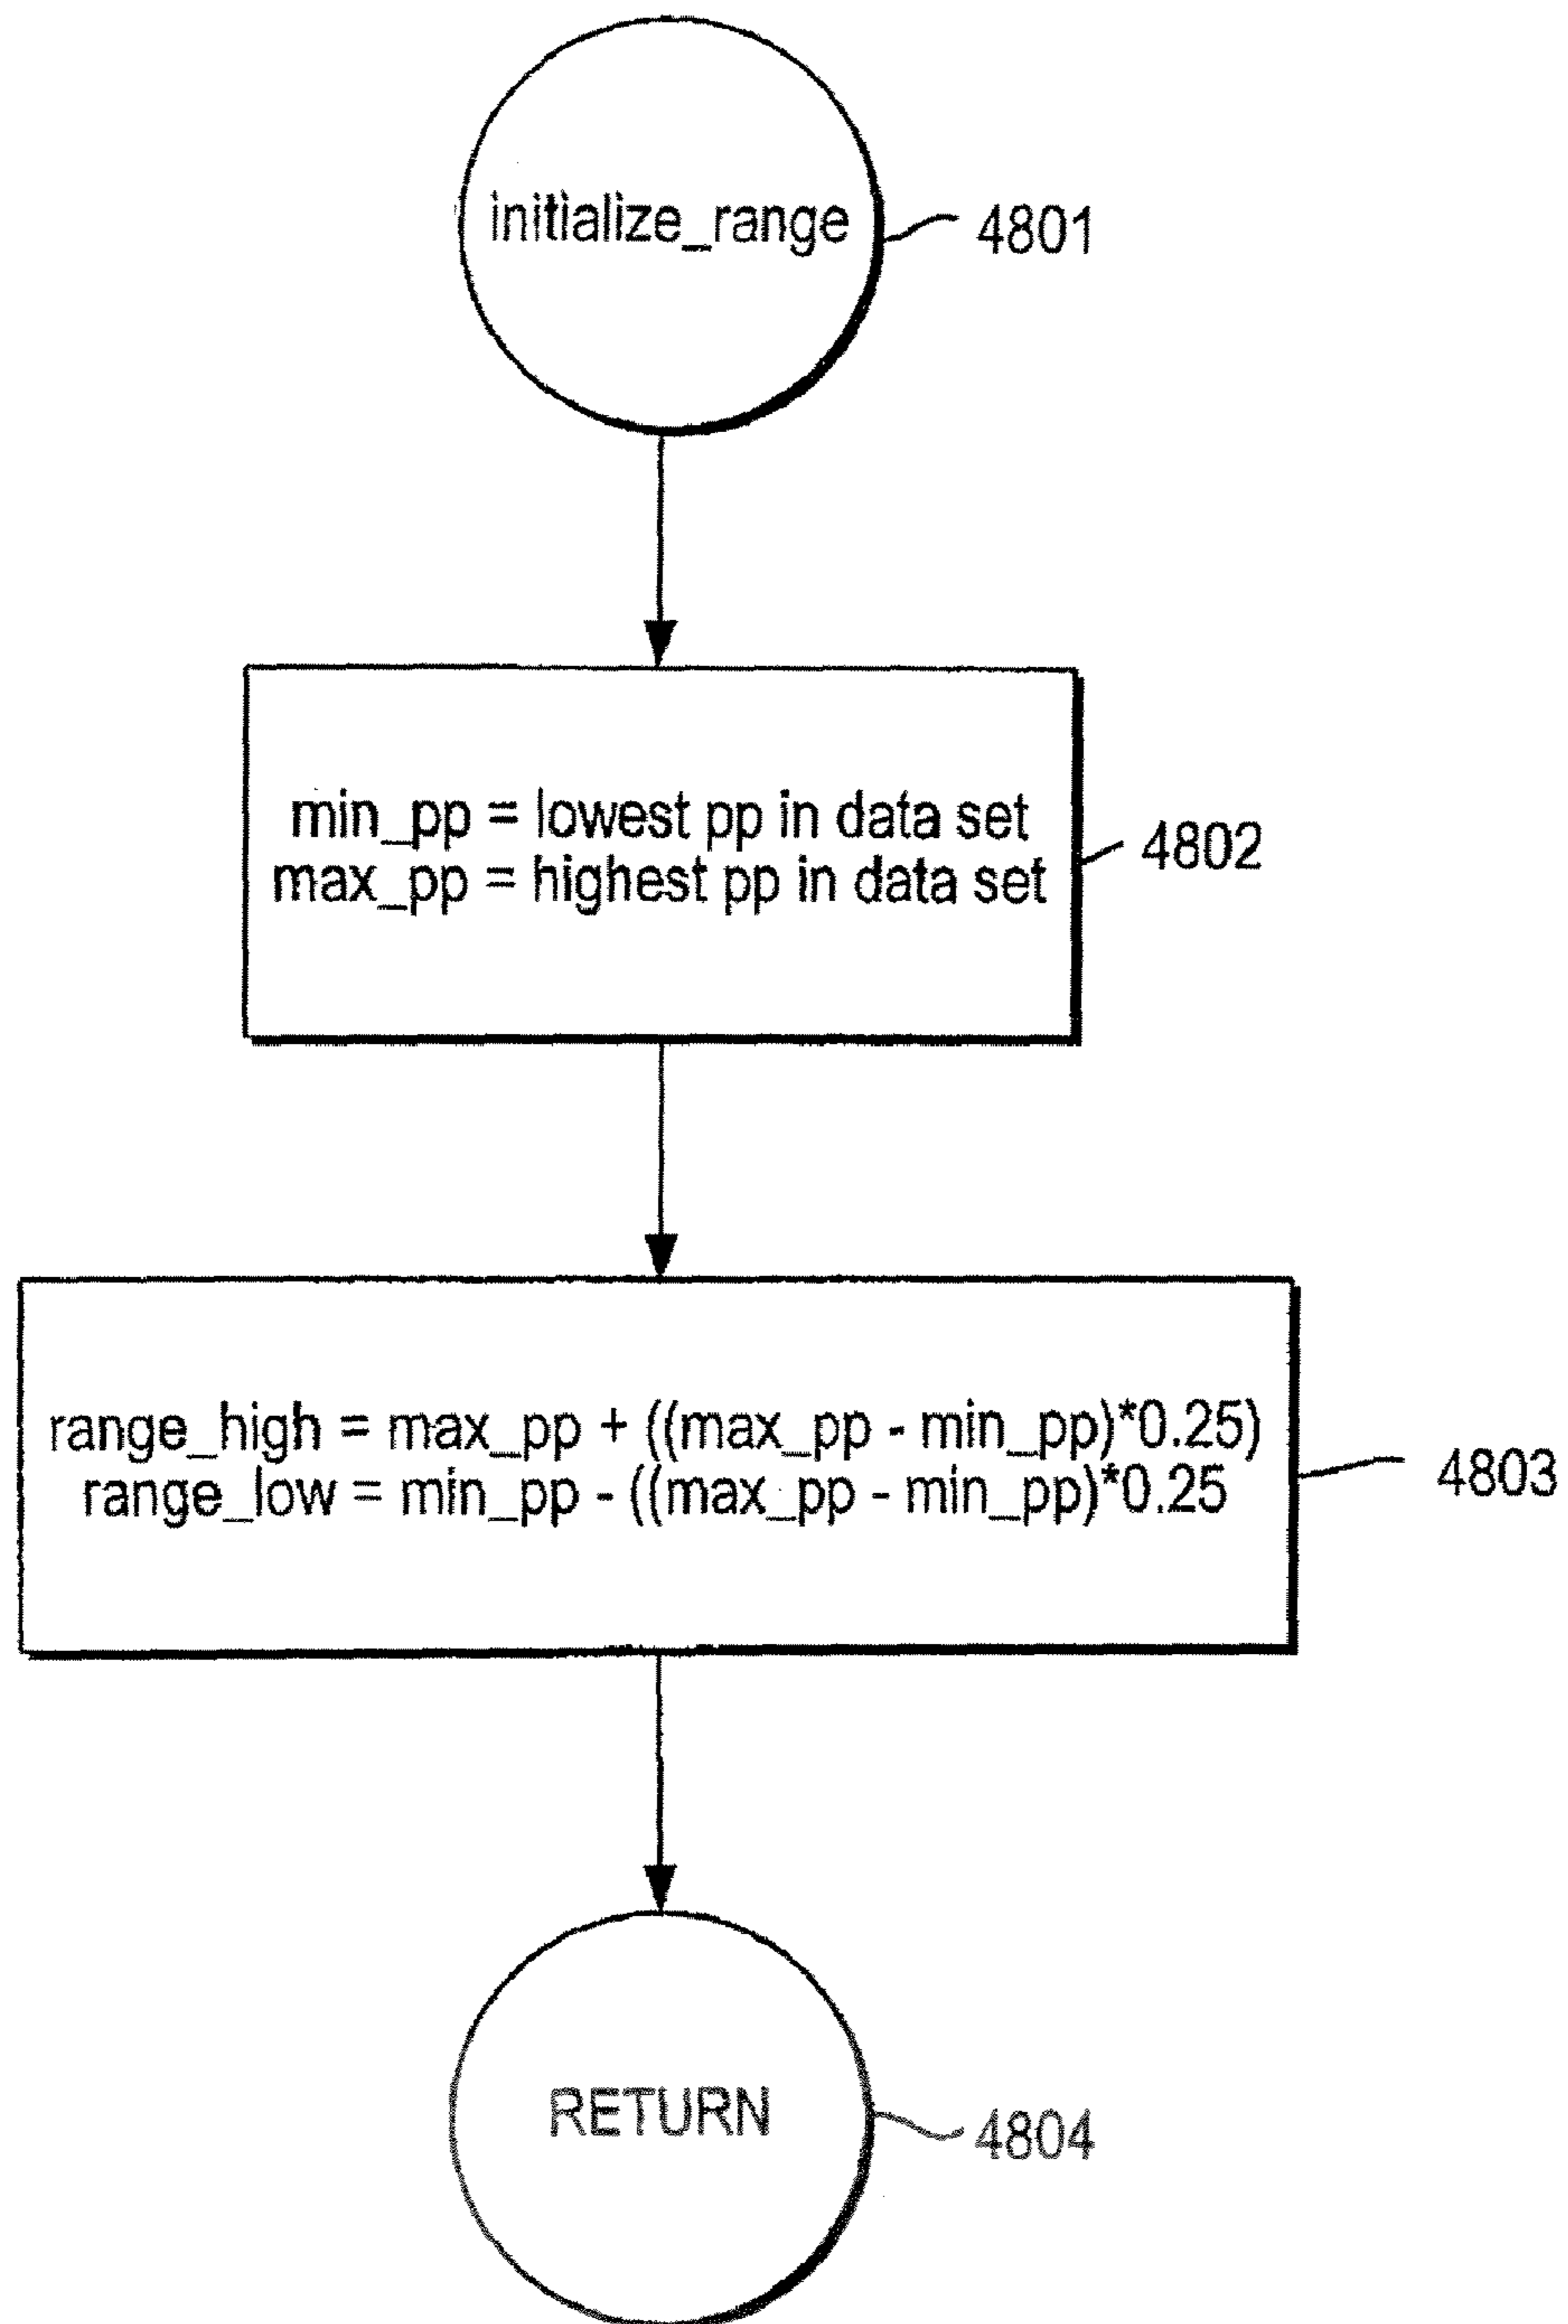 initialize_range
4801
min_pp = lowest pp in data set
max_pp = highest pp in data set
4802
range_high = max_pp + ((max_pp - min_pp)*0.25)
range_low = min_pp - ((max_pp - min_pp)*0.25
4803
RETURN
4804